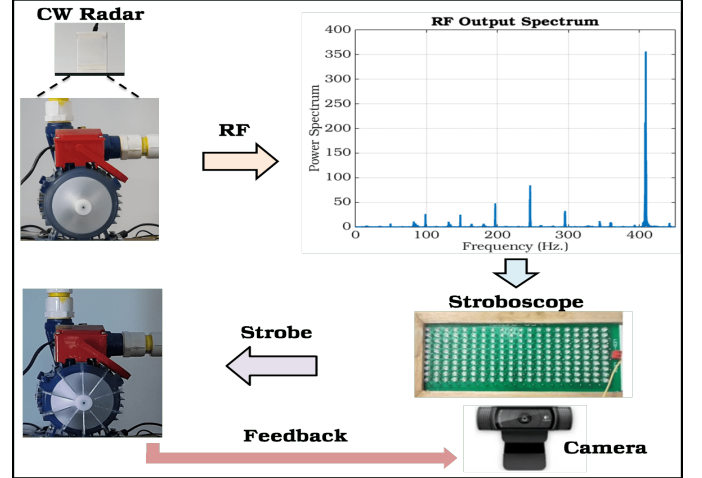 CW Radar
RF Output Spectrum
400
350
300
250
200
150
100
50
0
Power Spectrum
0 100 200 300 400
Frequency (Hz.)
RF
Stroboscope
Strobe
Feedback
Camera